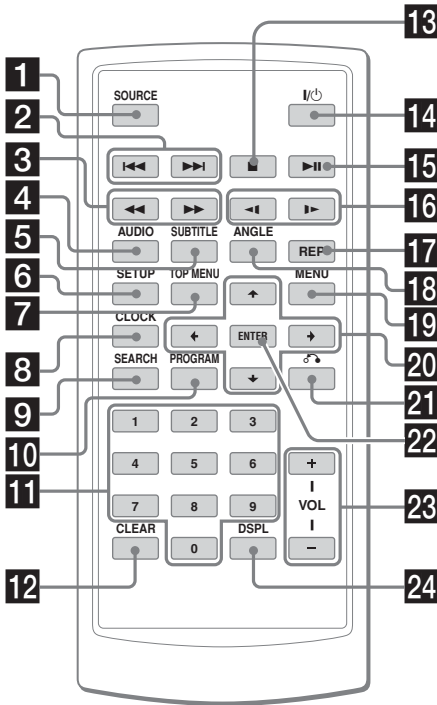 13
1
SOURCE
I/
14
2
15
3
16
4
AUDIO
SUBTITLE
ANGLE
REP
17
5
18
6
SETUP
TOP MENU
MENU
7
19
CLOCK
8
ENTER
20
9
SEARCH
PROGRAM
21
10
22
1
2
3
11
4
5
6
+
VOL
23
7
8
9
CLEAR
0
DSPL
–
12
24